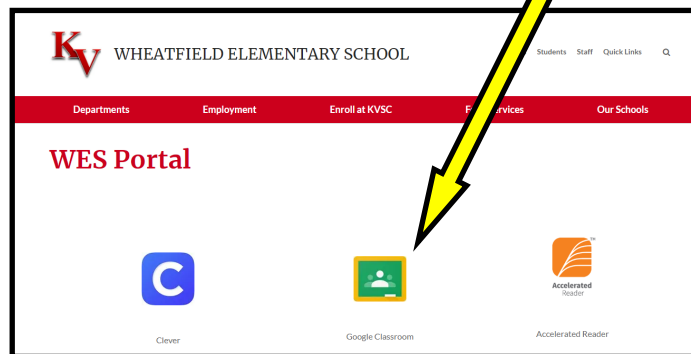 KV WHEATFIELD ELEMENTARY SCHOOL Students Staff Quick Links
Departments Employment Enroll at KVSC Our Schools
WES Portal
C
Accelerated
Reader
Clever Google Classroom Accelerated Reader